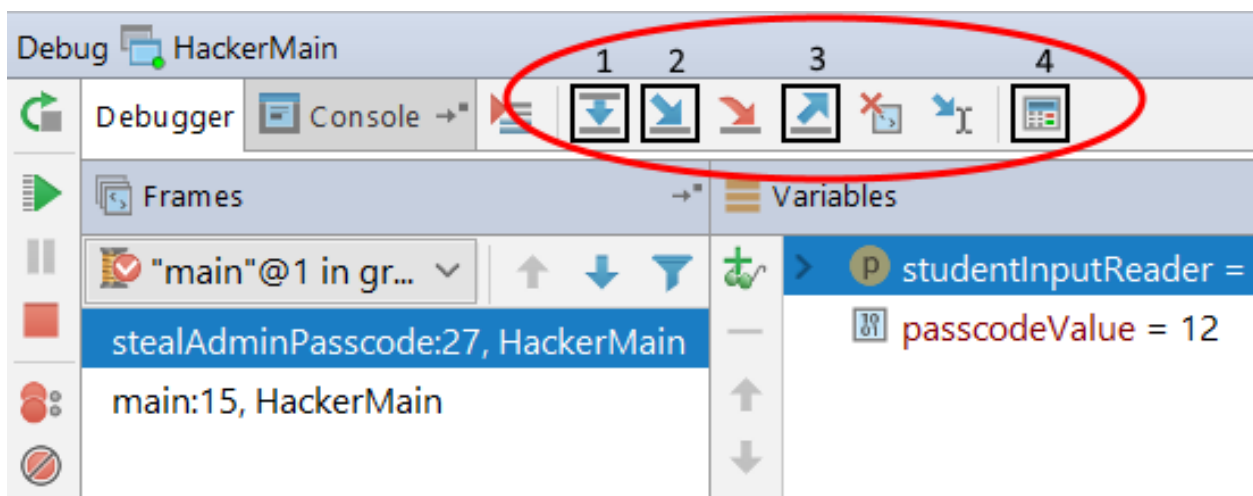 Debug HackerMain
1 2 3 4
Debugger Console
Frames
Variables
"main"@1 in gr...
p studentInputReader =
stealAdminPasscode:27, HackerMain
passcodeValue = 12
main:15, HackerMain